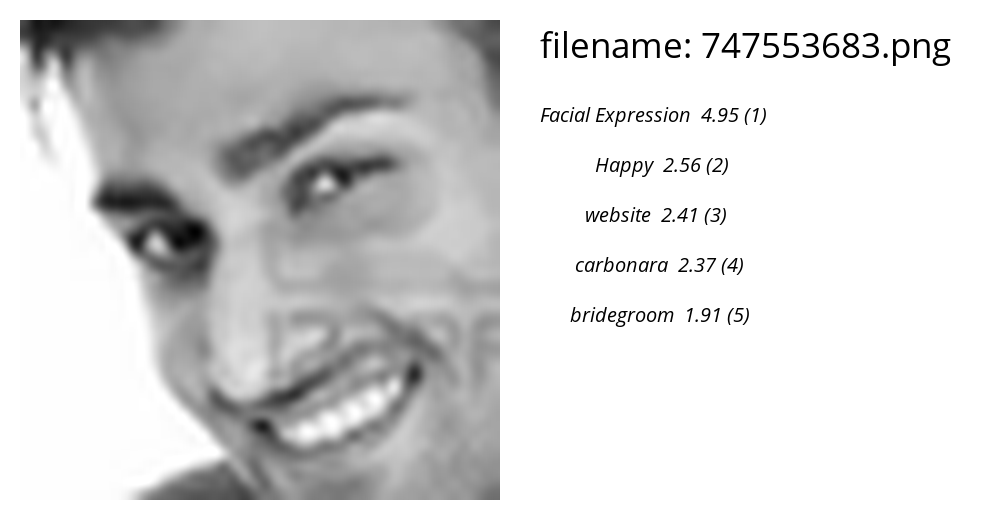 filename: 747553683.png
Facial Expression 4.95 (1)
Happy 2.56 (2)
website 2.41 (3)
carbonara 2.37 (4)
bridegroom 1.91 (5)